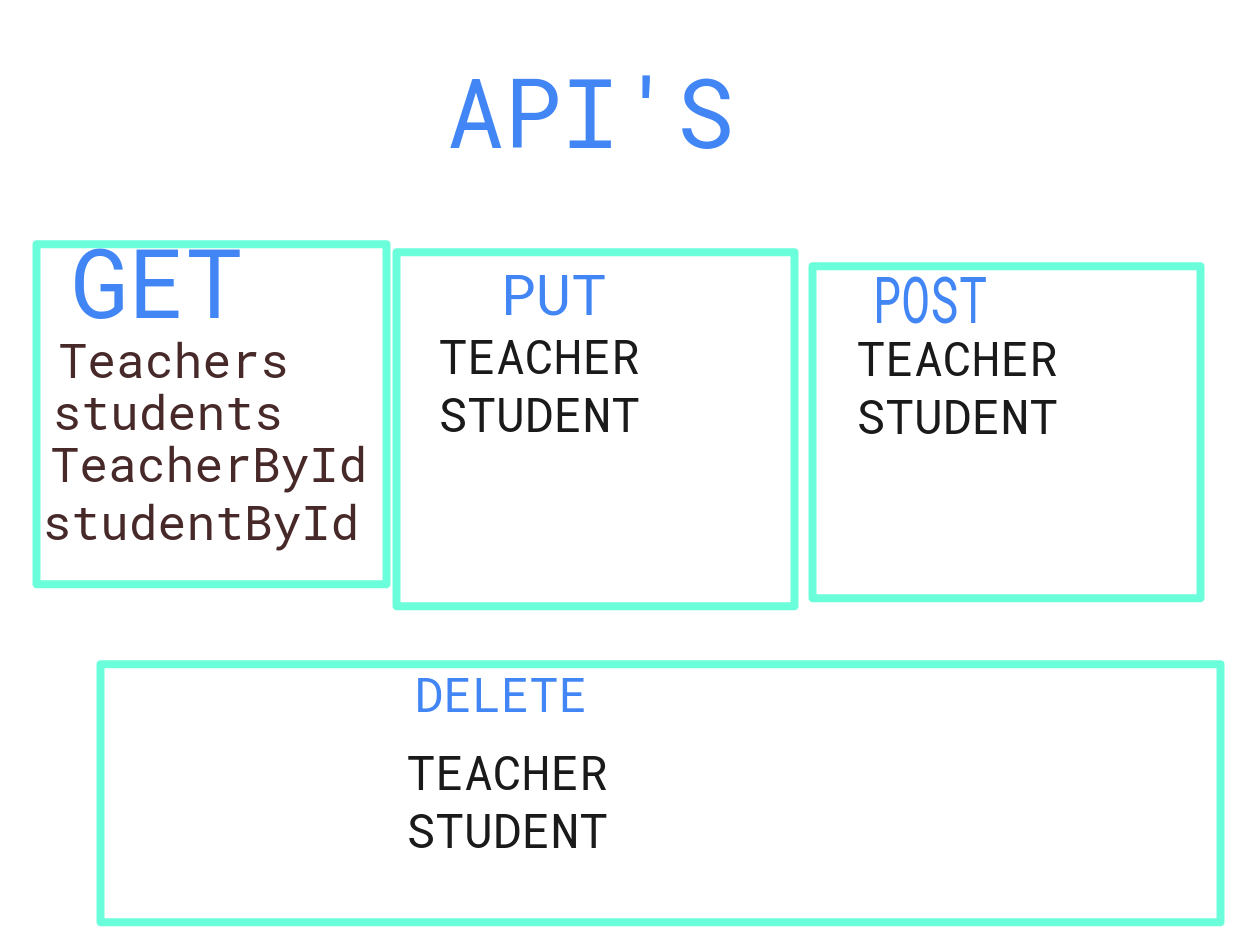 API'S
GET
Teachers
students
TeacherById
studentById
PUT
TEACHER
STUDENT
POST
TEACHER
STUDENT
DELETE
TEACHER
STUDENT